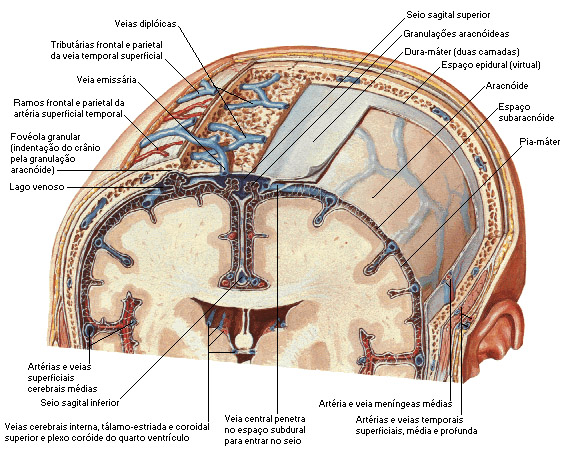 Seio sagital superior
Veias diplóicas
Granulações aracnóideas
Tributárias frontal e parietal
da veia temporal superficial
Dura-máter (duas camadas)
Espaço epidural (virtual)
Veia emissária
Aracnóide
Ramos frontal e parietal da
artéria superficial temporal
Espaço
subaracnóide
Fovéola granular
(indentação do crânio
pela granulação
aracnóide)
Pia-máter
Lago venoso
Artérias e veias
superficiais
cerebrais médias
Seio sagital inferior
Artéria e veia meníngeas médias
Veias cerebrais interna, tálamo-estriada e coroidal
superior e plexo coróide do quarto ventrículo
Veia central penetra
no espaço subdural
para entrar no seio
Artérias e veias temporais
superficiais, média e profunda